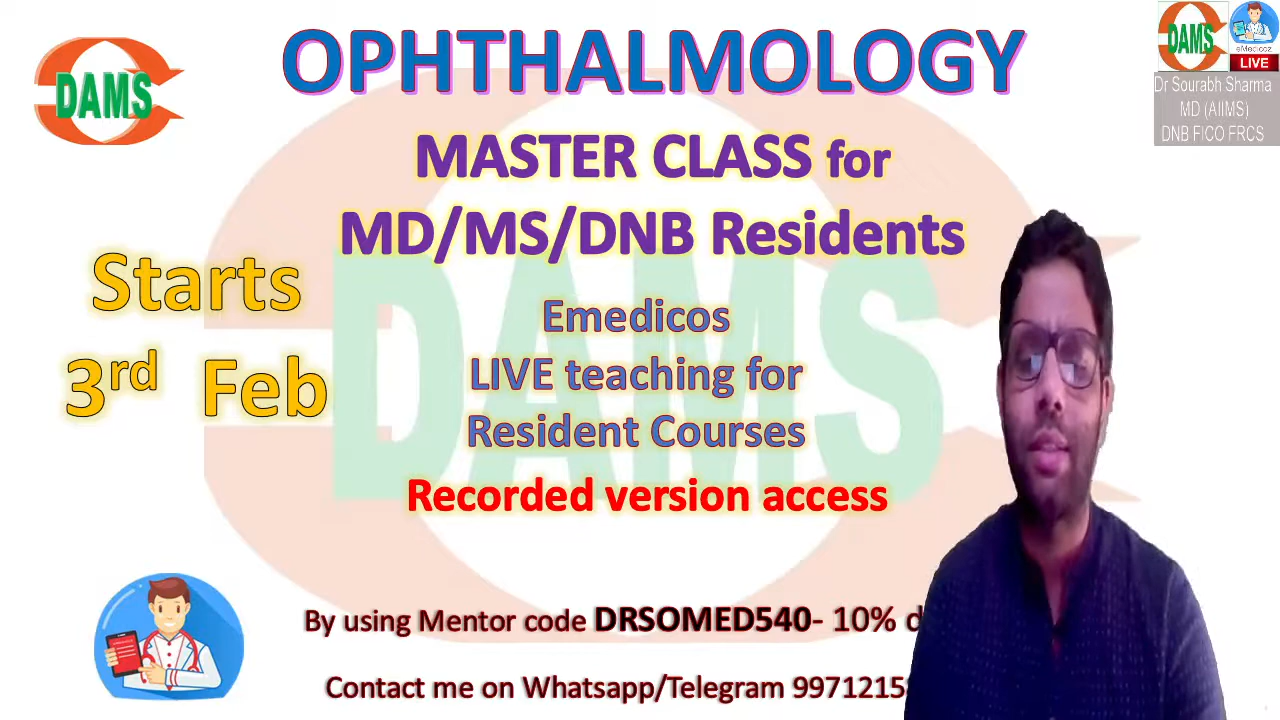 DAMS
OPHTHALMOLOGY
MASTER CLASS for
MD/MS/DNB Residents
Starts
3rd Feb
Emedicos
LIVE teaching for
Resident Courses
Recorded version access
By using Mentor code DRSOMED540- 10%
Contact me on Whatsapp/Telegram
DAMS
DAMS
eMedicoz
LIVE
Dr Sourabh Sharma
MD (AIIMS)
DNB FICO FRCS